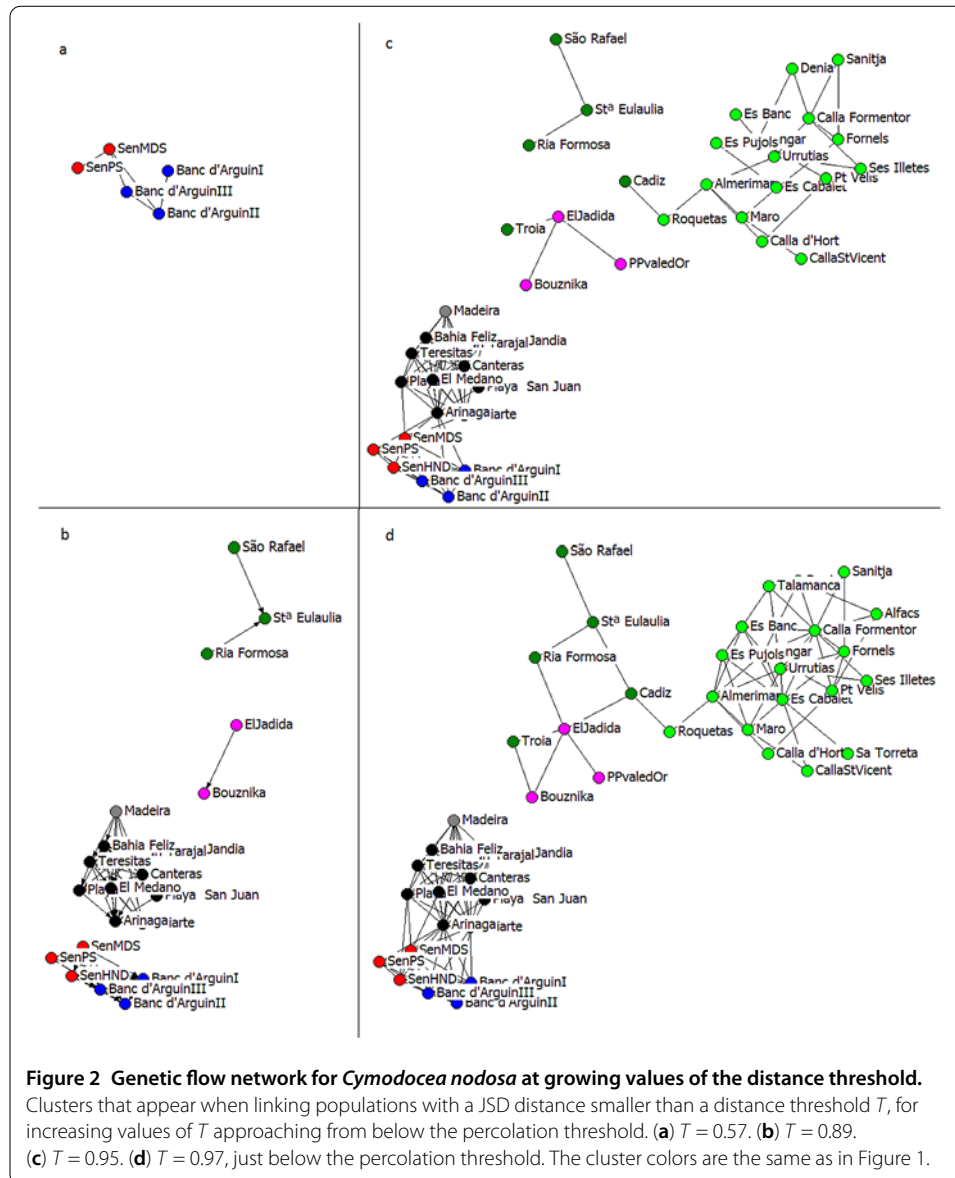 a
SenMDS
SenPS
Banc d'ArguinI
Banc d'ArguinIII
Banc d'ArguinII
c
São Rafael
Stª Eulaulia
Ria Formosa
Cadiz
Troia
ElJadida
PPvaledOr
Bouznika
Denia
Sanitja
Es Banc
Calla Formentor
Es Pujols
ngar
Fornels
Urrutias
Ses Illetes
Pt Velis
Almerimar
Es Cabalet
Roquetas
Maro
Calla d'Hort
CallaStVicent
Madeira
Bahia Feliz
Jandia
Teresitas
Canteras
El Medano
San Juan
Arinaga
iarte
SenMDS
SenPS
SenHND
Banc d'ArguinI
Banc d'ArguinIII
Banc d'ArguinII
b
São Rafael
Stª Eulaulia
Ria Formosa
ElJadida
Bouznika
Madeira
Bahia Feliz
Jandia
Teresitas
Canteras
El Medano
San Juan
Arinaga
iarte
SenMDS
SenPS
SenHND
Banc d'ArguinI
Banc d'ArguinIII
Banc d'ArguinII
d
São Rafael
Stª Eulaulia
Ria Formosa
Cadiz
Troia
ElJadida
PPvaledOr
Bouznika
Sanitja
Talamanca
Alfacs
Es Banc
Calla Formentor
Es Pujols
ngar
Fornels
Urrutias
Ses Illetes
Pt Velis
Almerimar
Es Cabalet
Roquetas
Maro
Calla d'Hort
Sa Torreta
CallaStVicent
Madeira
Bahia Feliz
Jandia
Teresitas
Canteras
El Medano
San Juan
Arinaga
iarte
SenMDS
SenPS
SenHND
Banc d'ArguinI
Banc d'ArguinIII
Banc d'ArguinII
Figure 2 Genetic flow network for Cymodocea nodosa at growing values of the distance threshold.
Clusters that appear when linking populations with a JSD distance smaller than a distance threshold T, for
increasing values of T approaching from below the percolation threshold. (a) T = 0.57. (b) T = 0.89.
(c) T = 0.95. (d) T = 0.97, just below the percolation threshold. The cluster colors are the same as in Figure 1.